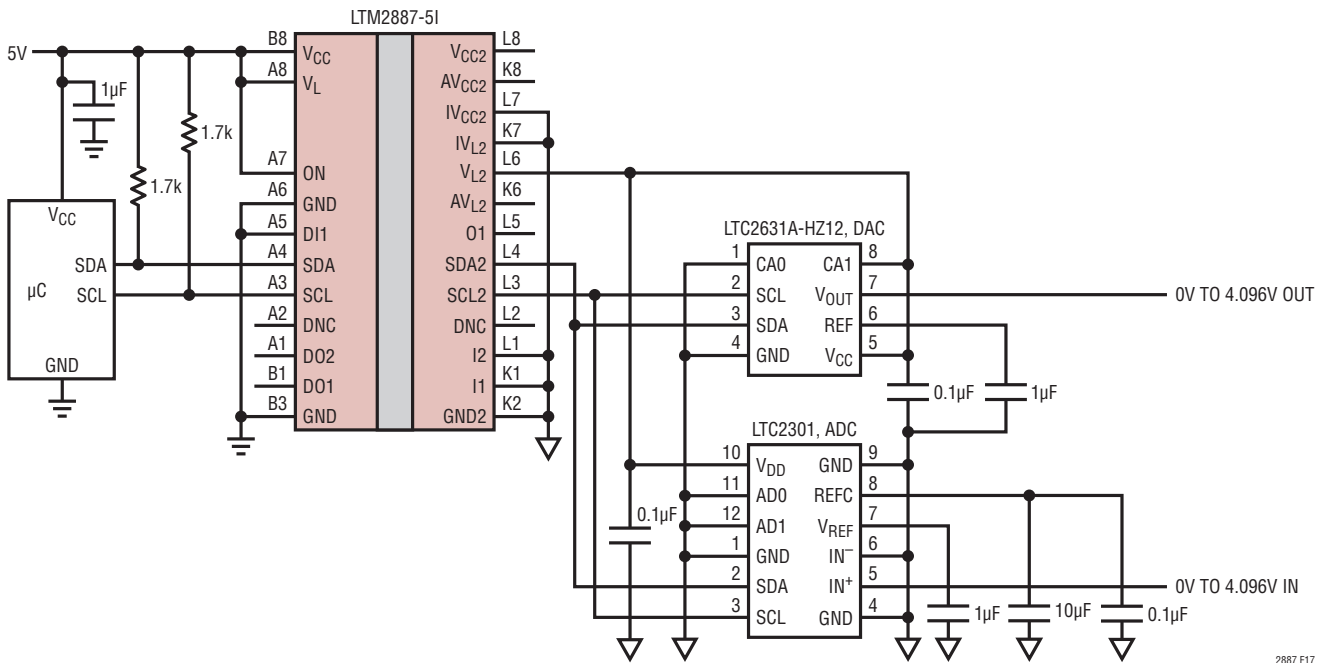 LTM2887-5I
5V
1µF
1.7k
1.7k
µC
VCC
SDA
SCL
GND
B8 VCC
A8 VL
A7 ON
A6 GND
A5 DI1
A4 SDA
A3 SCL
A2 DNC
A1 DO2
B1 DO1
B3 GND
VCC2 L8
AVCC2 K8
IVCC2 L7
IVL2 K7
VL2 L6
AVL2 K6
O1 L5
SDA2 L4
SCL2 L3
DNC L2
I2 L1
I1 K1
GND2 K2
LTC2631A-HZ12, DAC
1 CA0 CA1 8
2 SCL VOUT 7
3 SDA REF 6
4 GND VCC 5
0V TO 4.096V OUT
0.1µF
1µF
LTC2301, ADC
10 VDD GND 9
11 AD0 REFC 8
12 AD1 VREF 7
1 GND IN− 6
2 SDA IN+ 5
3 SCL GND 4
0.1µF
0V TO 4.096V IN
1µF
10µF
0.1µF
2887 F17